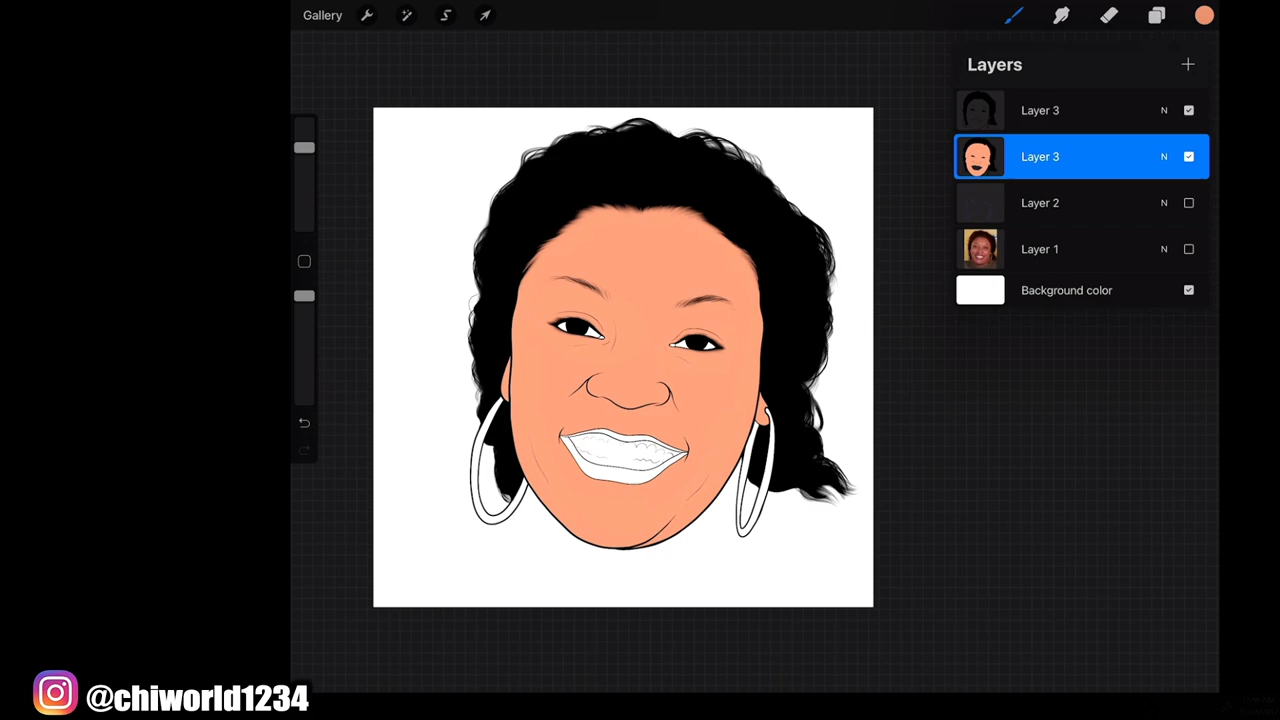 Gallery
Layers
Layer 3 N
Layer 3 N
Layer 2 N
Layer 1 N
Background color
@chiworld1234